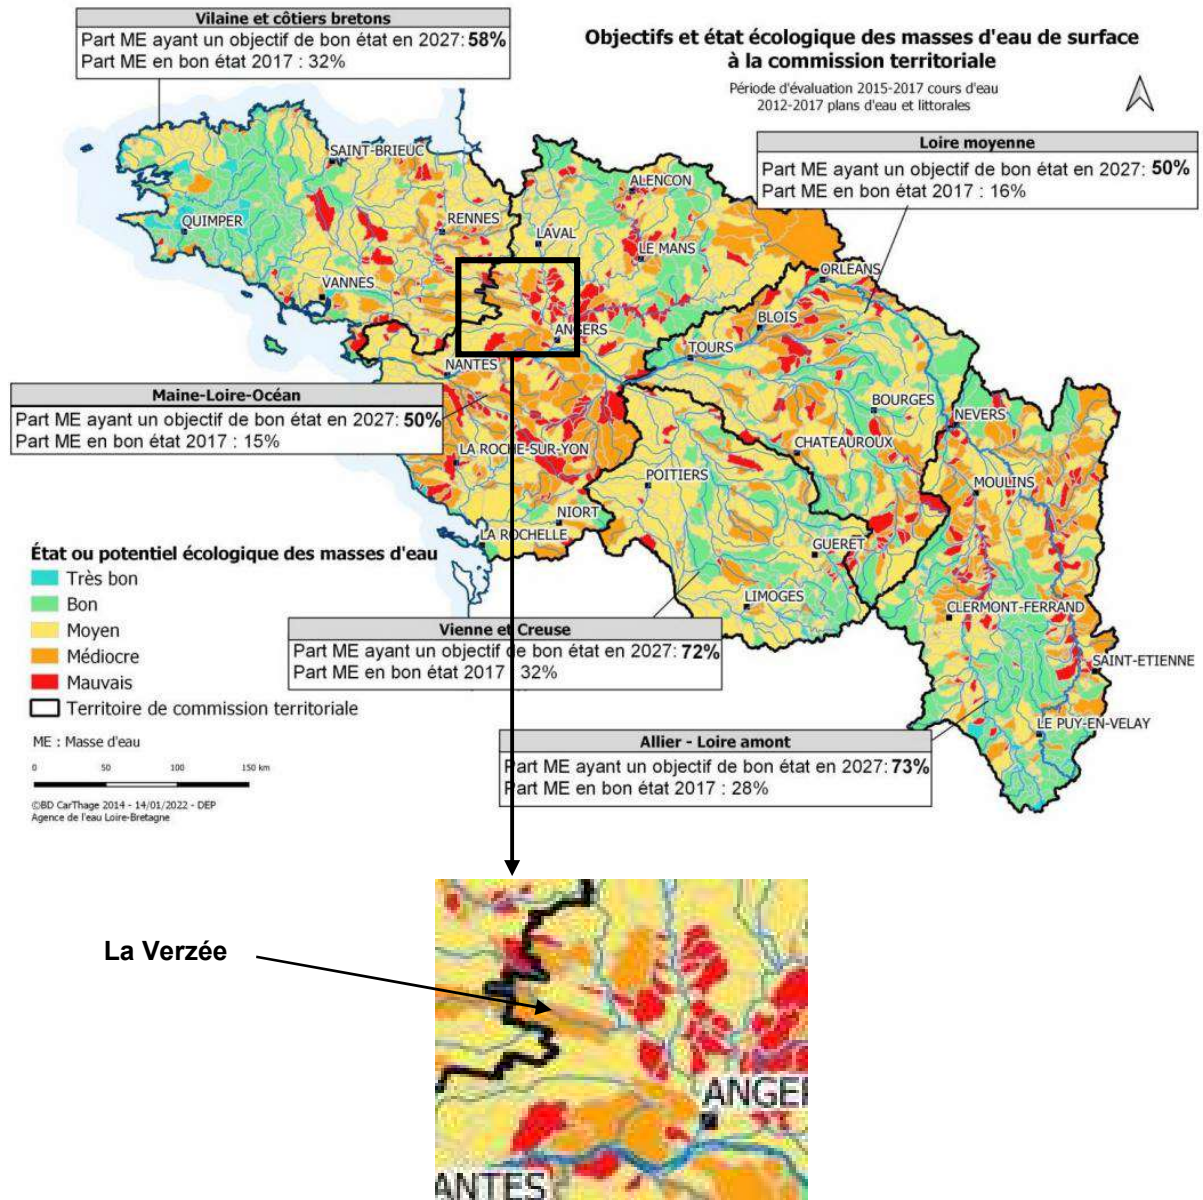 Vilaine et côtiers bretons
Part ME ayant un objectif de bon état en 2027: 58%
Part ME en bon état 2017 : 32%
Objectifs et état écologique des masses d'eau de surface
à la commission territoriale
Période d'évaluation 2015-2017 cours d'eau
2012-2017 plans d'eau et littorales
Loire moyenne
Part ME ayant un objectif de bon état en 2027: 50%
Part ME en bon état 2017 : 16%
SAINT-BRIEUC
ALENCON
QUIMPER
RENNES
LAVAL
LE MANS
ORLEANS
VANNES
BLOIS
ANGERS
TOURS
NANTES
Maine-Loire-Océan
Part ME ayant un objectif de bon état en 2027: 50%
Part ME en bon état 2017 : 15%
BOURGES
NEVERS
CHATEAUROUX
LA ROCHE-SUR-YON
POITIERS
MOULINS
NIORT
LA ROCHELLE
GUERET
LIMOGES
CLERMONT-FERRAND
SAINT-ETIENNE
LE PUY-EN-VELAY
État ou potentiel écologique des masses d'eau
Très bon
Bon
Moyen
Médiocre
Mauvais
Territoire de commission territoriale
ME : Masse d'eau
0 50 100 150 km
©BD CarThage 2014 - 14/01/2022 - DEP
Agence de l'eau Loire-Bretagne
Vienne et Creuse
Part ME ayant un objectif de bon état en 2027: 72%
Part ME en bon état 2017 : 32%
Allier - Loire amont
Part ME ayant un objectif de bon état en 2027: 73%
Part ME en bon état 2017 : 28%
La Verzée
ANGE
ANTES